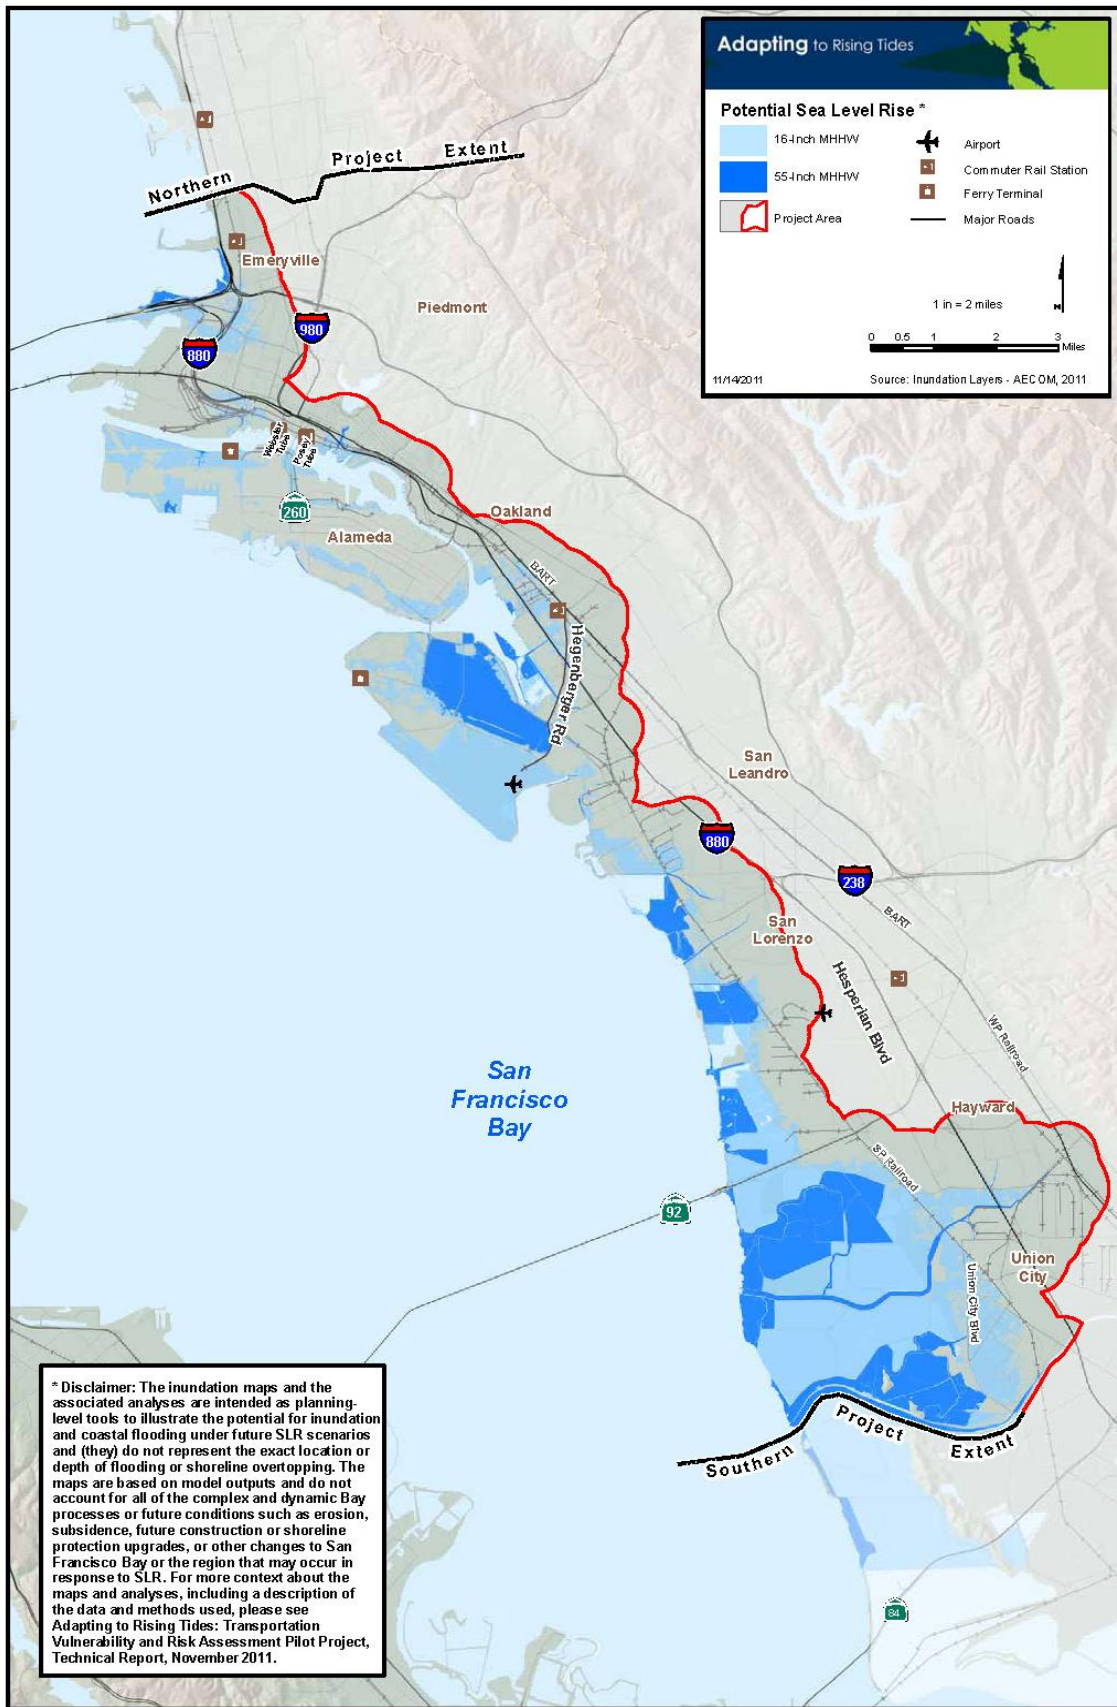 Adapting to Rising Tides
Potential Sea Level Rise *
16-Inch MHHW
55-Inch MHHW
Project Area
Airport
Commuter Rail Station
Ferry Terminal
Major Roads
N
1 in = 2 miles
0 0.5 1 2 3
Miles
11/14/2011
Source: Inundation Layers - AECOM, 2011
Northern Project Extent
Emeryville
Piedmont
980
880
Webster Tube
Posey Tube
260
Alameda
Oakland
BART
Hegenberger Rd
San
Leandro
880
238
BART
San
Lorenzo
Hesperian Blvd
WP Railroad
San
Francisco
Bay
Hayward
SP Railroad
92
Union
City
Union City Blvd
Southern Project Extent
84
* Disclaimer: The inundation maps and the
associated analyses are intended as planning-
level tools to illustrate the potential for inundation
and coastal flooding under future SLR scenarios
and (they) do not represent the exact location or
depth of flooding or shoreline overtopping. The
maps are based on model outputs and do not
account for all of the complex and dynamic Bay
processes or future conditions such as erosion,
subsidence, future construction or shoreline
protection upgrades, or other changes to San
Francisco Bay or the region that may occur in
response to SLR. For more context about the
maps and analyses, including a description of
the data and methods used, please see
Adapting to Rising Tides: Transportation
Vulnerability and Risk Assessment Pilot Project,
Technical Report, November 2011.